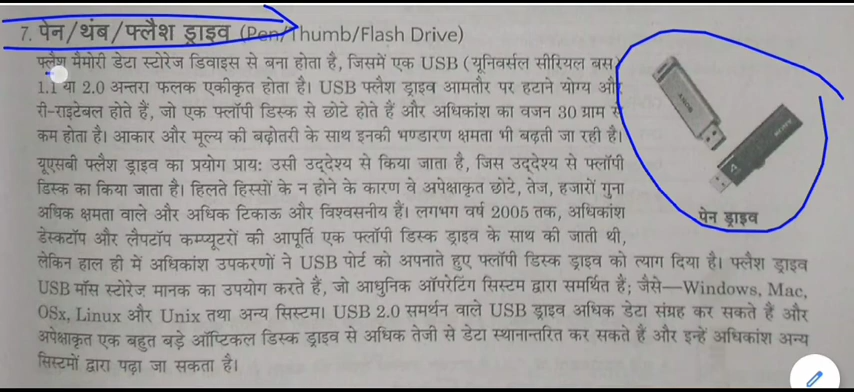 7. पेन/थंब/फ्लैश ड्राइव (Pen/Thumb/Flash Drive)
फ्लैश मैमोरी डेटा स्टोरेज डिवाइस से बना होता है, जिसमें एक USB (यूनिवर्सल सीरियल बस)
1.1 या 2.0 अन्तरा फलक एकीकृत होता है। USB फ्लैश ड्राइव आमतौर पर हटाने योग्य और
री-राइटेबल होते हैं, जो एक फ्लॉपी डिस्क से छोटे होते हैं और अधिकांश का वजन 30 ग्राम से
कम होता है। आकार और मूल्य की बढ़ोतरी के साथ इनकी भण्डारण क्षमता भी बढ़ती जा रही है।
यूएसबी फ्लैश ड्राइव का प्रयोग प्राय: उसी उद्देश्य से किया जाता है, जिस उद्देश्य से फ्लॉपी
डिस्क का किया जाता है। हिलते हिस्सों के न होने के कारण वे अपेक्षाकृत छोटे, तेज, हजारों गुना
अधिक क्षमता वाले और अधिक टिकाऊ और विश्वसनीय हैं। लगभग वर्ष 2005 तक, अधिकांश
डेस्कटॉप और लैपटॉप कम्प्यूटरों की आपूर्ति एक फ्लॉपी डिस्क ड्राइव के साथ की जाती थी,
लेकिन हाल ही में अधिकांश उपकरणों ने USB पोर्ट को अपनाते हुए फ्लॉपी डिस्क ड्राइव को त्याग दिया है। फ्लैश ड्राइव
USB मॉस स्टोरेज मानक का उपयोग करते हैं, जो आधुनिक ऑपरेटिंग सिस्टम द्वारा समर्थित हैं; जैसे—Windows, Mac,
OSx, Linux और Unix तथा अन्य सिस्टम। USB 2.0 समर्थन वाले USB ड्राइव अधिक डेटा संग्रह कर सकते हैं और
अपेक्षाकृत एक बहुत बड़े ऑप्टिकल डिस्क ड्राइव से अधिक तेजी से डेटा स्थानान्तरित कर सकते हैं और इन्हें अधिकांश अन्य
सिस्टमों द्वारा पढ़ा जा सकता है।
SONY
पेन ड्राइव